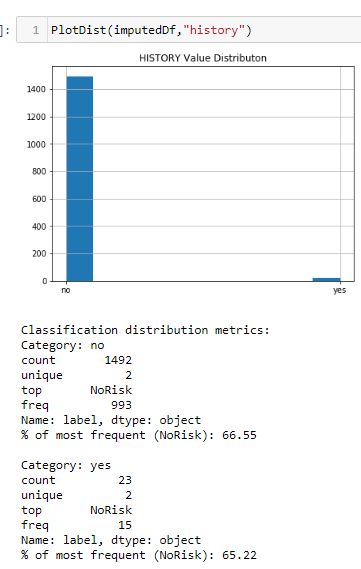 ]: 1 PlotDist(imputedDf,"history")
HISTORY Value Distributon
1400
1200
1000
800
600
400
200
0
no yes
Classification distribution metrics:
Category: no
count 1492
unique 2
top NoRisk
freq 993
Name: label, dtype: object
% of most frequent (NoRisk): 66.55
Category: yes
count 23
unique 2
top NoRisk
freq 15
Name: label, dtype: object
% of most frequent (NoRisk): 65.22